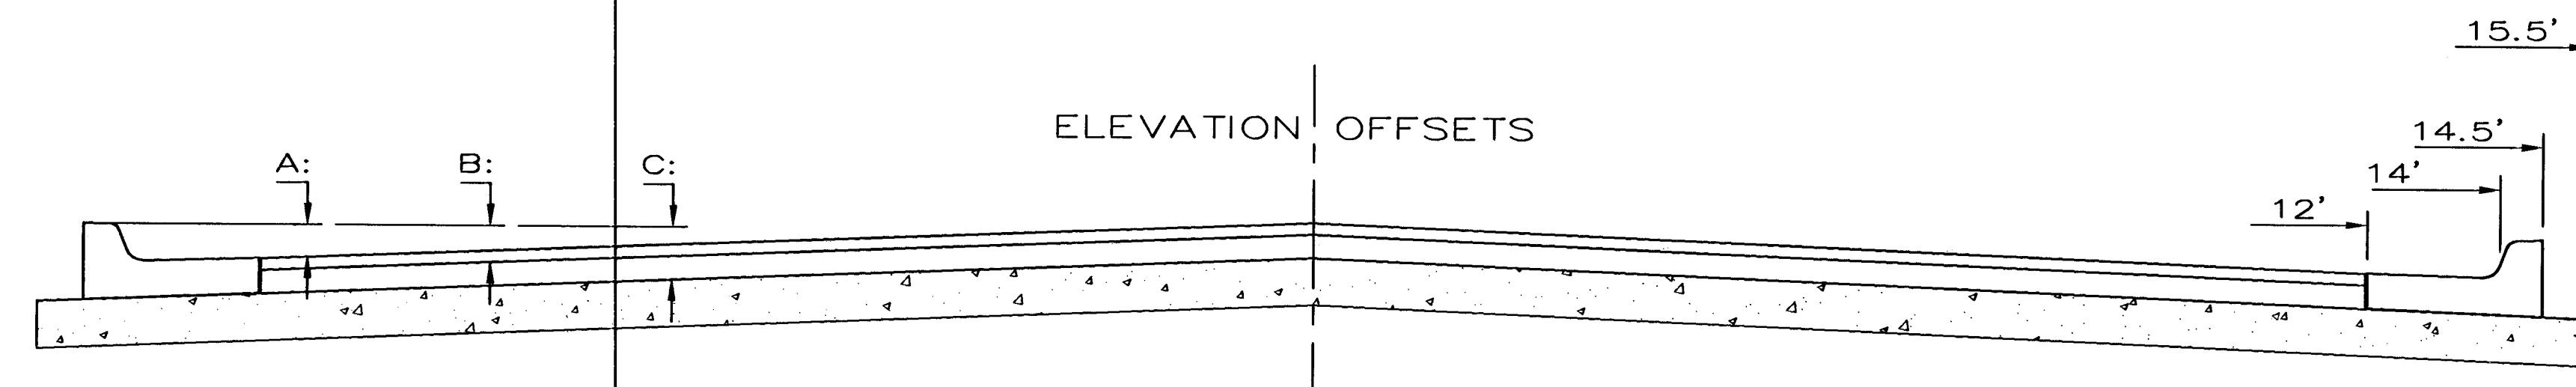 15.5'
ELEVATION OFFSETS
14.5'
A:
B:
C:
14'
12'